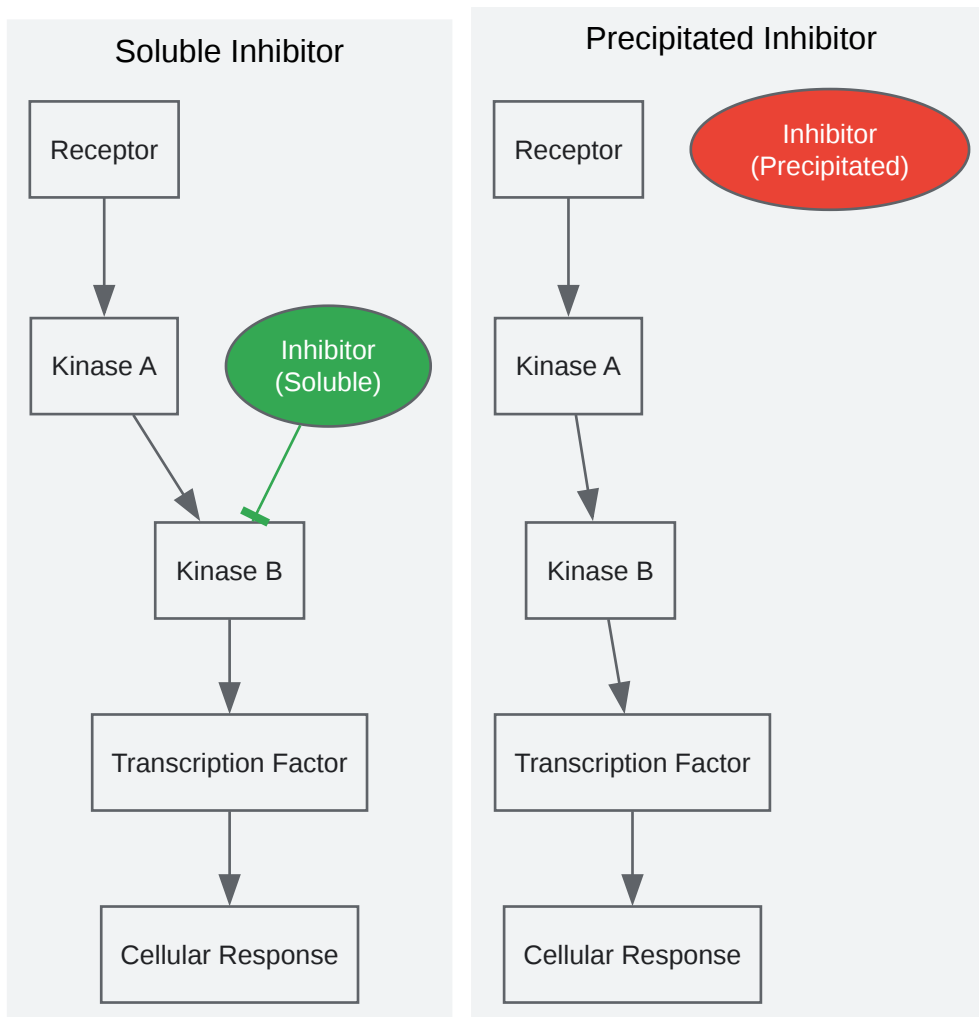 Soluble Inhibitor
Receptor
Kinase A
Inhibitor
(Soluble)
Kinase B
Transcription Factor
Cellular Response
Precipitated Inhibitor
Receptor
Inhibitor
(Precipitated)
Kinase A
Kinase B
Transcription Factor
Cellular Response